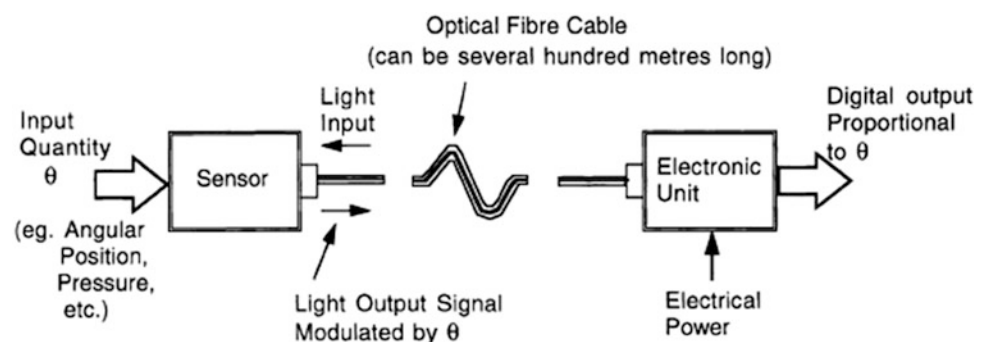 Optical Fibre Cable
(can be several hundred metres long)
Light
Input
Digital output
Proportional
to θ
Input
Quantity
θ
Sensor
Electronic
Unit
(eg. Angular
Position,
Pressure,
etc.)
Light Output Signal
Modulated by θ
Electrical
Power